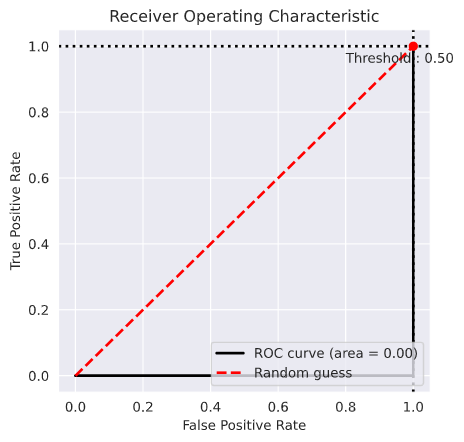 Receiver Operating Characteristic
1.0
Threshold : 0.50
0.8
0.6
0.4
0.2
0.0
True Positive Rate
ROC curve (area = 0.00)
Random guess
0.0 0.2 0.4 0.6 0.8 1.0
False Positive Rate